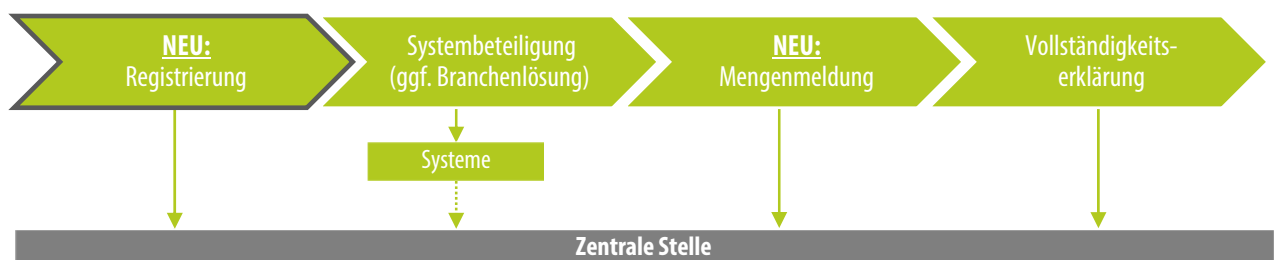 NEU:
Registrierung
Systembeteiligung
(ggf. Branchenlösung)
NEU:
Mengenmeldung
Vollständigkeits-
erklärung
Systeme
Zentrale Stelle